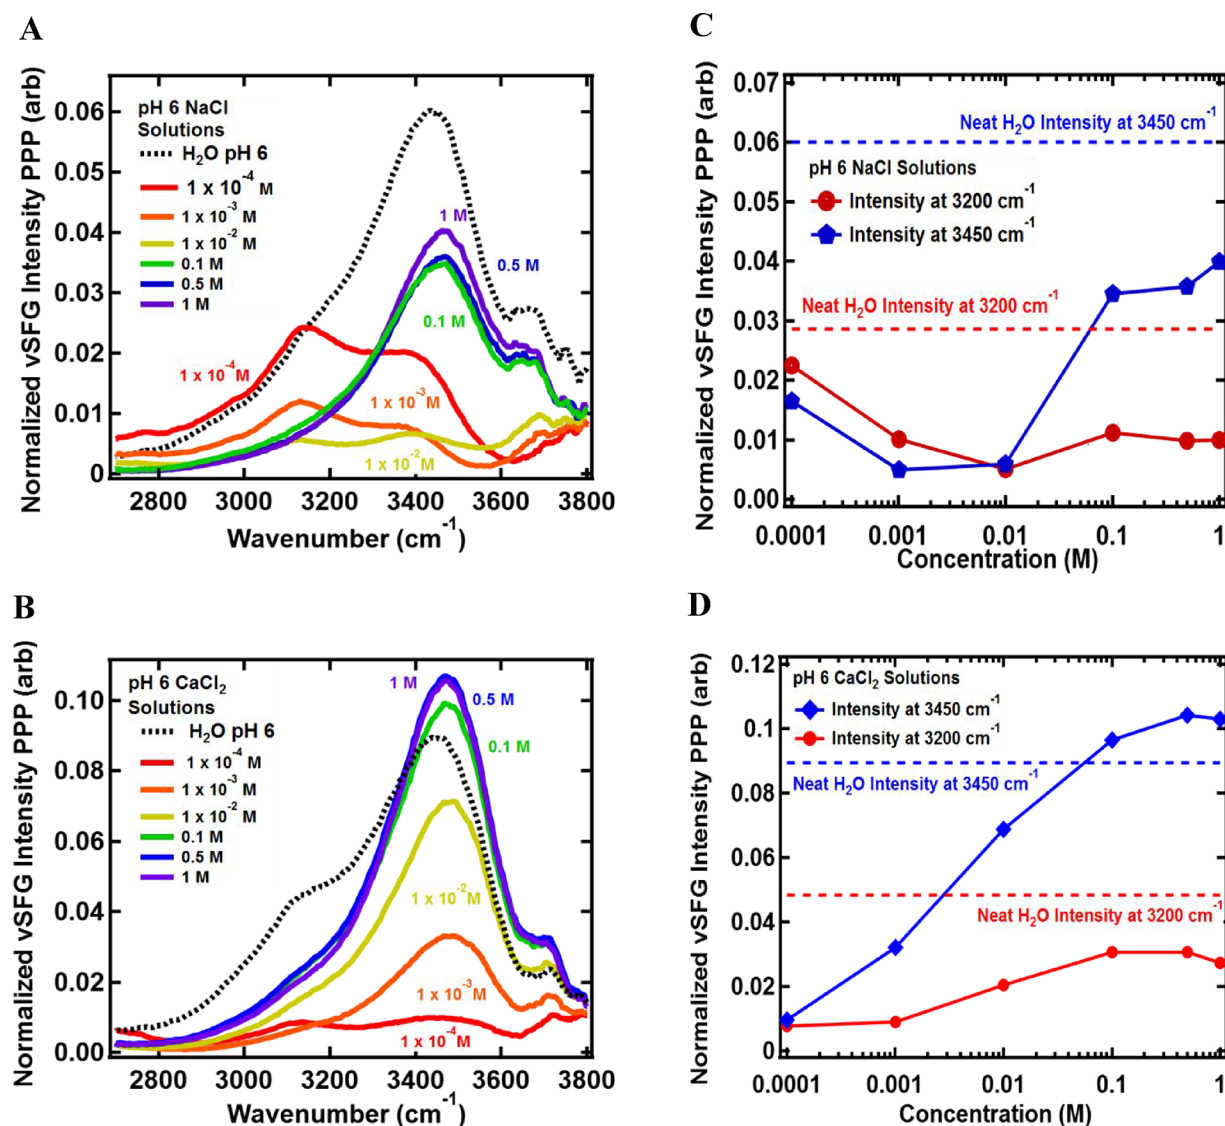 A
Normalized vSFG Intensity PPP (arb)
0.06
0.05
0.04
0.03
0.02
0.01
0
pH 6 NaCl
Solutions
H₂O pH 6
1 x 10⁻⁴ M
1 x 10⁻³ M
1 x 10⁻² M
0.1 M
0.5 M
1 M
1 M
0.5 M
0.1 M
1 x 10⁻⁴M
1 x 10⁻³M
1 x 10⁻²M
2800 3000 3200 3400 3600 3800
Wavenumber (cm⁻¹)
C
Normalized vSFG Intensity PPP (arb)
0.07
0.06
0.05
0.04
0.03
0.02
0.01
0.00
Neat H₂O Intensity at 3450 cm⁻¹
pH 6 NaCl Solutions
Intensity at 3200 cm⁻¹
Intensity at 3450 cm⁻¹
Neat H₂O Intensity at 3200 cm⁻¹
0.0001 0.001 0.01 0.1 1
Concentration (M)
B
Normalized vSFG Intensity PPP (arb)
0.10
0.08
0.06
0.04
0.02
0.00
pH 6 CaCl₂
Solutions
H₂O pH 6
1 x 10⁻⁴ M
1 x 10⁻³ M
1 x 10⁻² M
0.1 M
0.5 M
1 M
1 M
0.5 M
0.1 M
1 x 10⁻²M
1 x 10⁻³M
1 x 10⁻⁴M
2800 3000 3200 3400 3600 3800
Wavenumber (cm⁻¹)
D
Normalized vSFG Intensity PPP (arb)
0.12
0.1
0.08
0.06
0.04
0.02
0
pH 6 CaCl₂ Solutions
Intensity at 3450 cm⁻¹
Intensity at 3200 cm⁻¹
Neat H₂O Intensity at 3450 cm⁻¹
Neat H₂O Intensity at 3200 cm⁻¹
0.0001 0.001 0.01 0.1 1
Concentration (M)